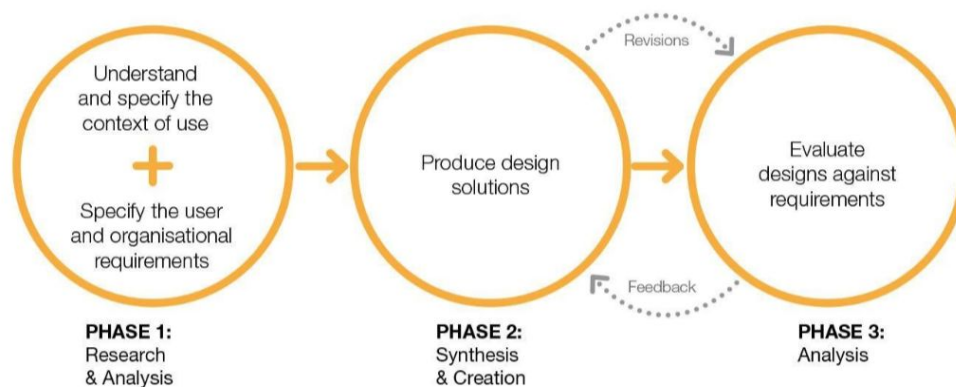 Understand
and specify the
context of use
+
Specify the user
and organisational
requirements
Produce design
solutions
Revisions
Evaluate
designs against
requirements
Feedback
PHASE 1:
Research
& Analysis
PHASE 2:
Synthesis
& Creation
PHASE 3:
Analysis